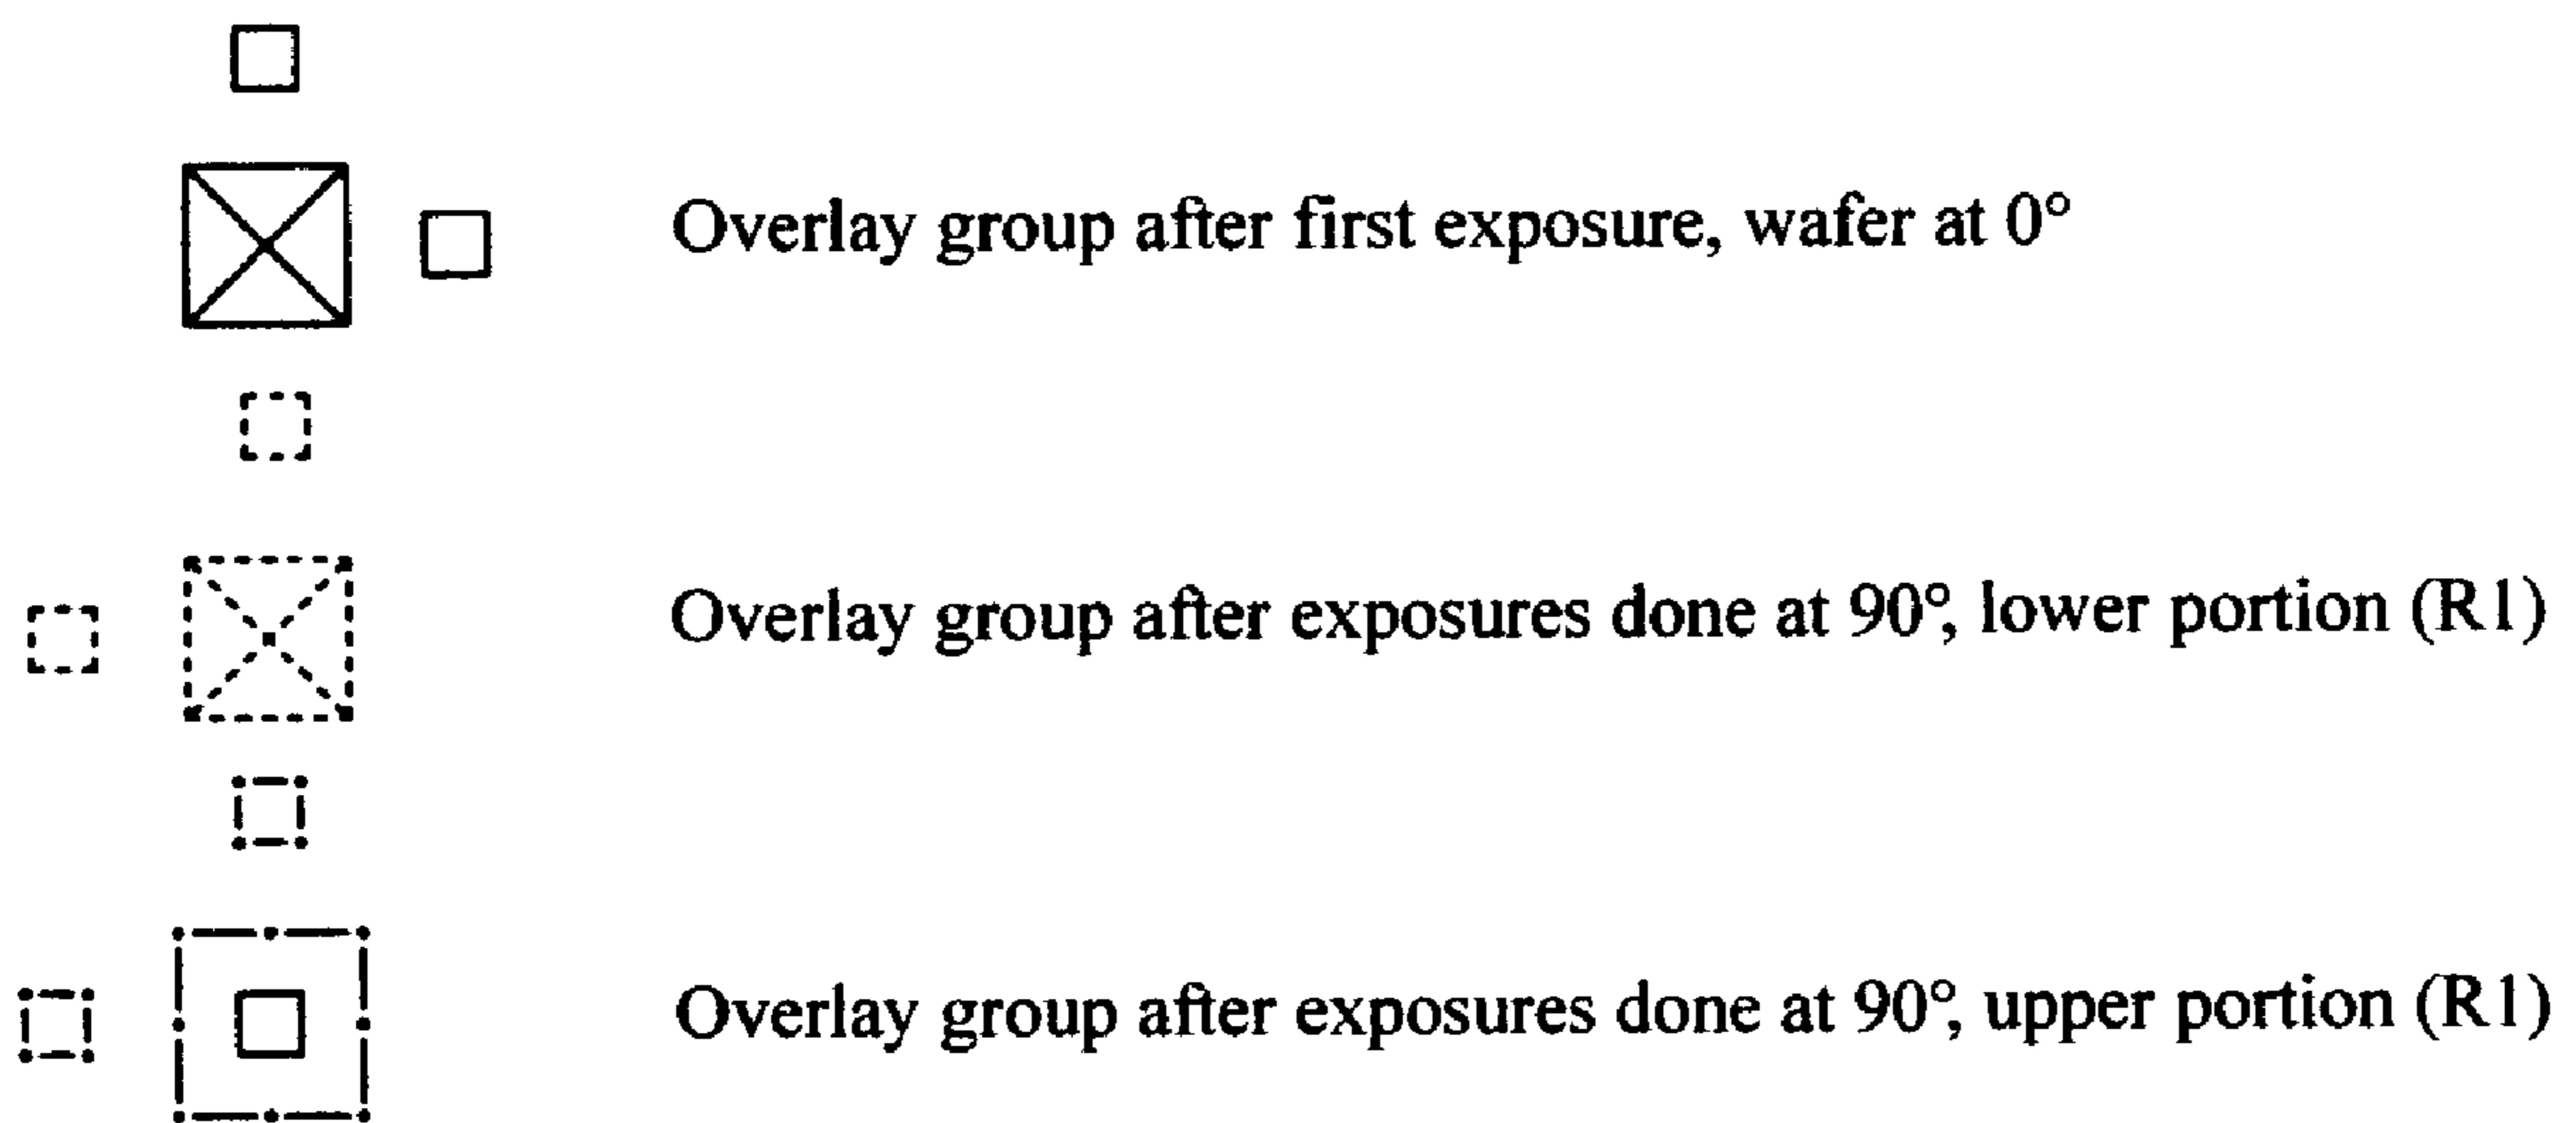 Overlay group after first exposure, wafer at 0°
Overlay group after exposures done at 90°, lower portion (R1)
Overlay group after exposures done at 90°, upper portion (R1)